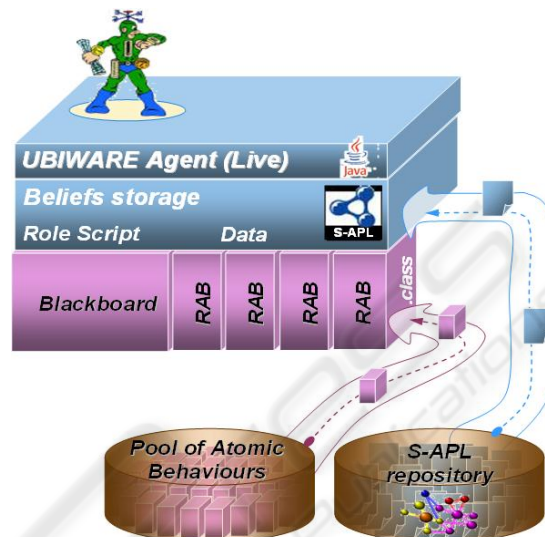 UBIWARE Agent (Live)
Java
Beliefs storage
Role Script Data
S-APL
Blackboard RAB RAB RAB RAB .class
Pool of Atomic
Behaviours
S-APL
repository